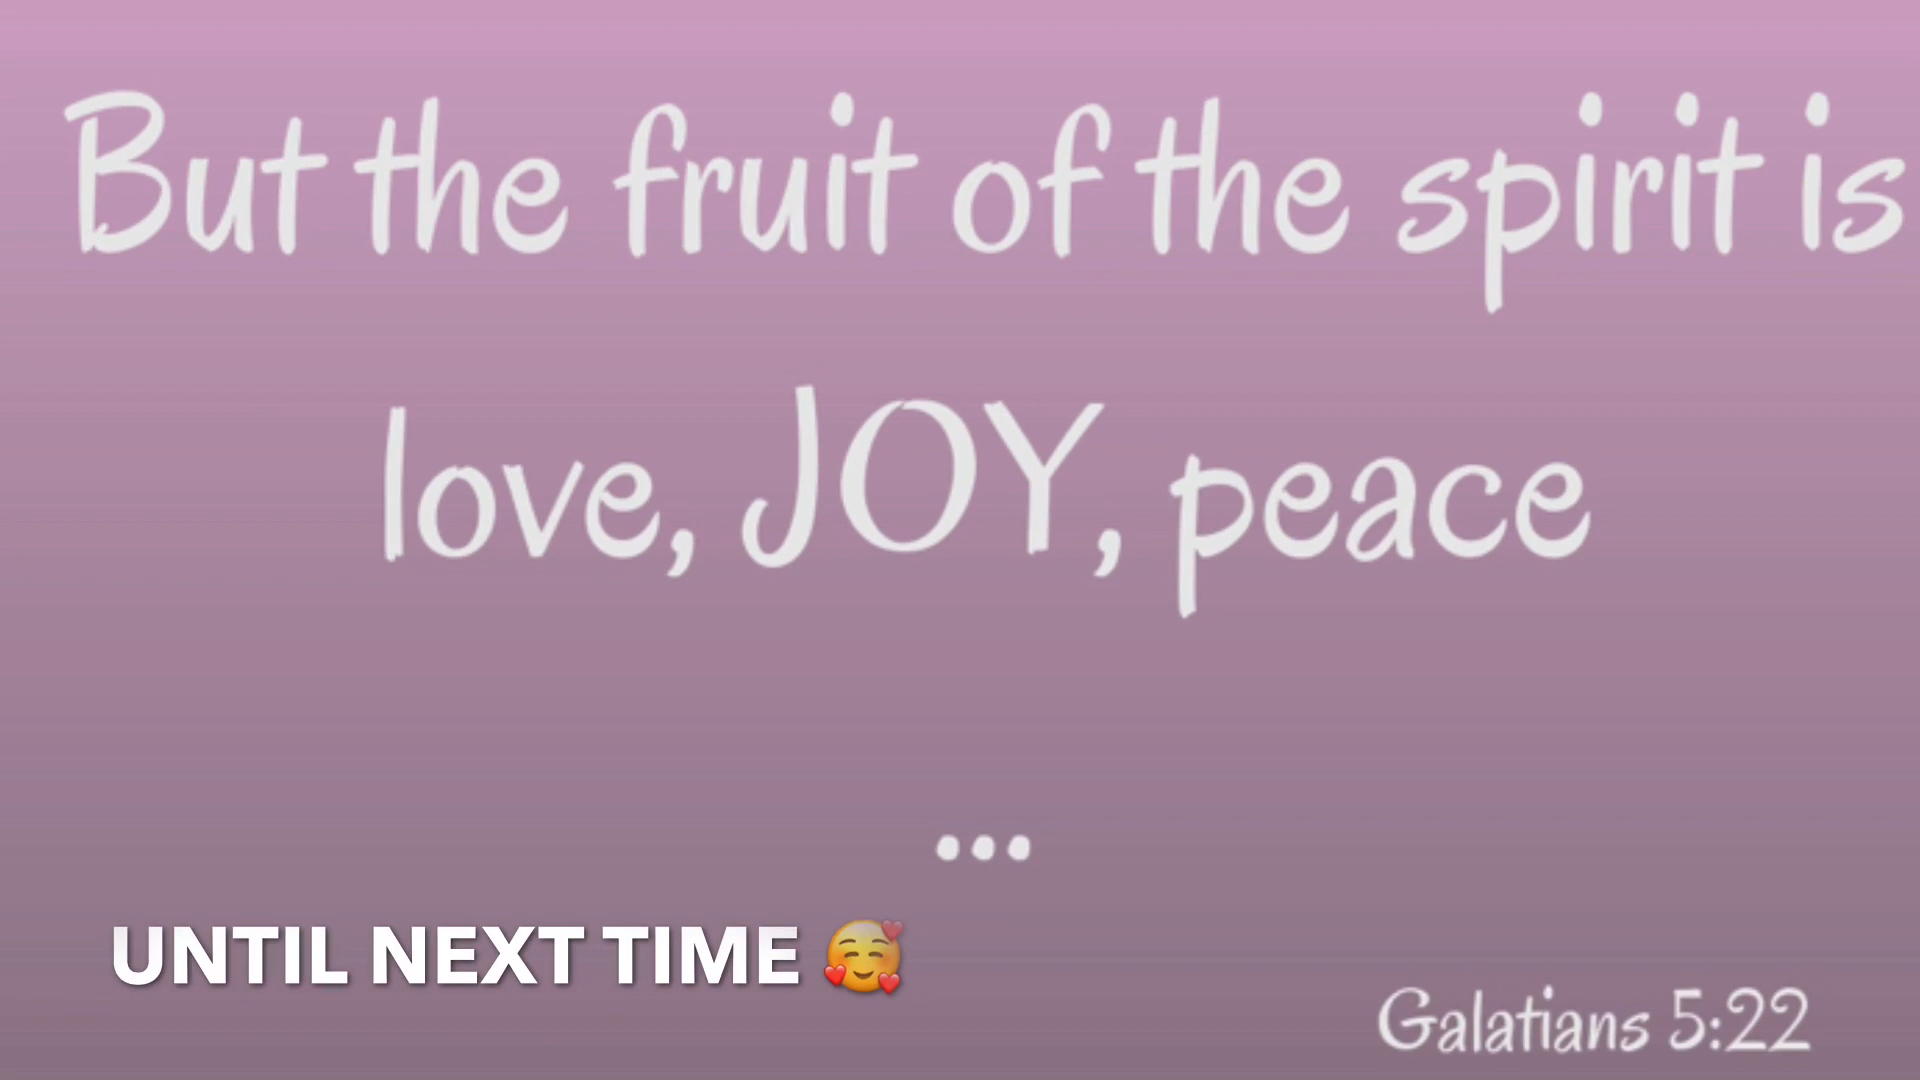 But the fruit of the spirit is
love, JOY, peace
...
UNTIL NEXT TIME 🥰
Galatians 5:22